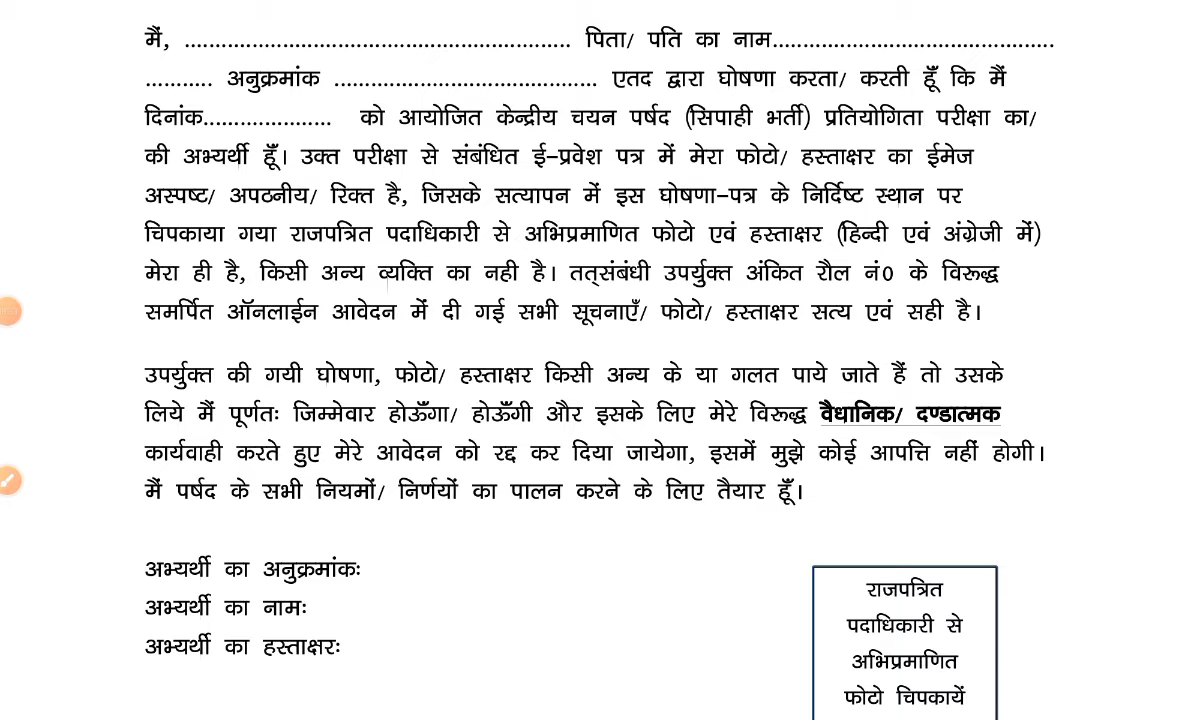 मैं, ............................................................... पिता/ पति का नाम..............................................
........... अनुक्रमांक ........................................... एतद द्वारा घोषणा करता/ करती हूँ कि मैं
दिनांक..................... को आयोजित केन्द्रीय चयन पर्षद (सिपाही भर्ती) प्रतियोगिता परीक्षा का/
की अभ्यर्थी हूँ। उक्त परीक्षा से संबंधित ई-प्रवेश पत्र में मेरा फोटो/ हस्ताक्षर का ईमेज
अस्पष्ट/ अपठनीय/ रिक्त है, जिसके सत्यापन में इस घोषणा-पत्र के निर्दिष्ट स्थान पर
चिपकाया गया राजपत्रित पदाधिकारी से अभिप्रमाणित फोटो एवं हस्ताक्षर (हिन्दी एवं अंग्रेजी में)
मेरा ही है, किसी अन्य व्यक्ति का नही है। तत्संबंधी उपर्युक्त अंकित रौल नं0 के विरूद्ध
समर्पित ऑनलाईन आवेदन में दी गई सभी सूचनाएँ/ फोटो/ हस्ताक्षर सत्य एवं सही है।
उपर्युक्त की गयी घोषणा, फोटो/ हस्ताक्षर किसी अन्य के या गलत पाये जाते हैं तो उसके
लिये मैं पूर्णतः जिम्मेवार होऊँगा/ होऊँगी और इसके लिए मेरे विरूद्ध वैधानिक/ दण्डात्मक
कार्यवाही करते हुए मेरे आवेदन को रद्द कर दिया जायेगा, इसमें मुझे कोई आपत्ति नहीं होगी।
मैं पर्षद के सभी नियमों/ निर्णयों का पालन करने के लिए तैयार हूँ।
अभ्यर्थी का अनुक्रमांकः
अभ्यर्थी का नामः
अभ्यर्थी का हस्ताक्षरः
राजपत्रित
पदाधिकारी से
अभिप्रमाणित
फोटो चिपकायें